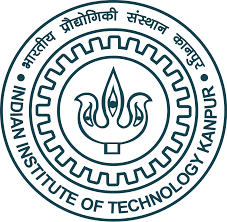 भारतीय प्रौद्योगिकी संस्थान कानपुर
INDIAN INSTITUTE OF TECHNOLOGY KANPUR